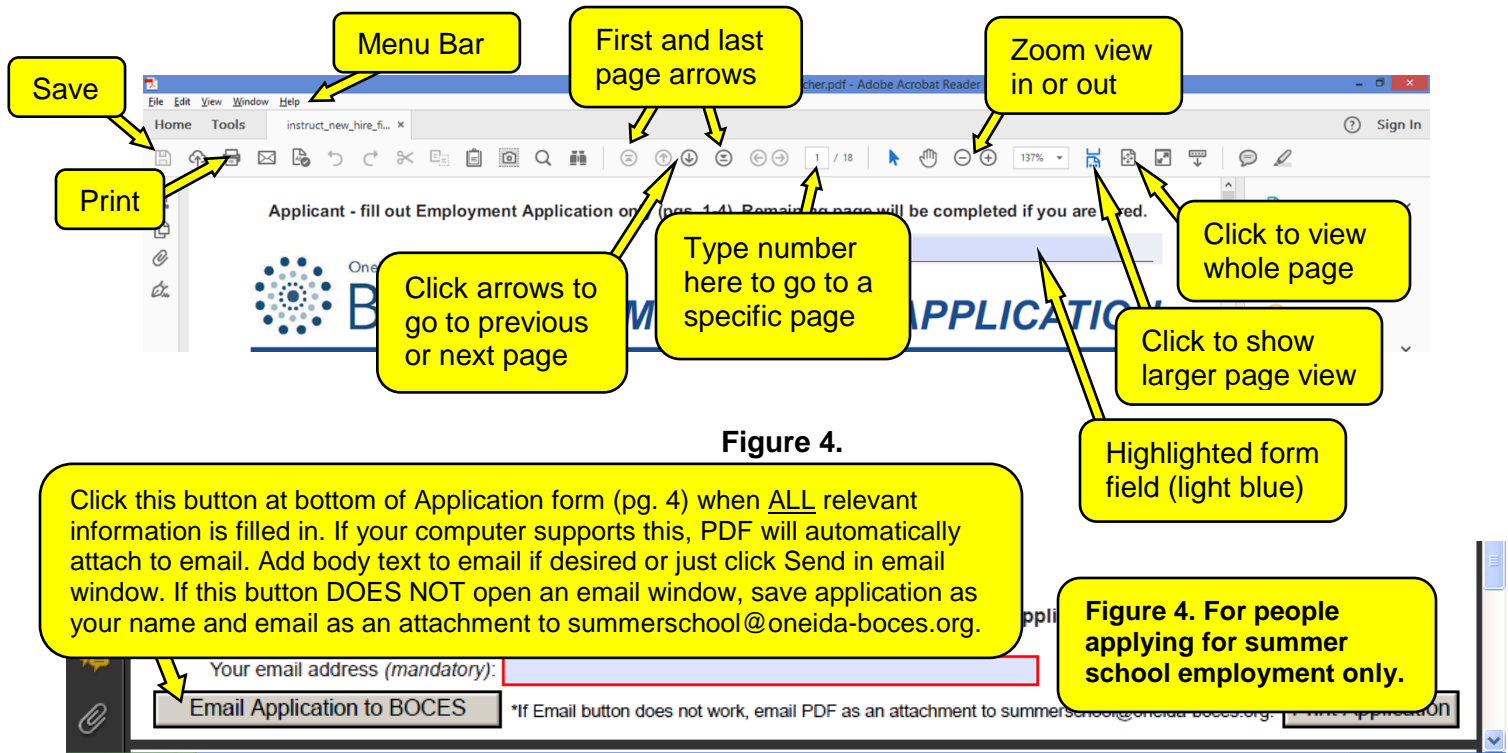 Menu Bar
First and last
page arrows
Zoom view
in or out
Save
cher.pdf - Adobe Acrobat Reader
File Edit View Window Help
Home Tools instruct_new_hire_fi... × Sign In
1 / 18 137%
Print
Applicant - fill out Employment Application only (pgs. 1-4). Remaining page will be completed if you are
Type number
here to go to a
specific page
Click to view
whole page
Click arrows to
go to previous
or next page
APPLICATION
Click to show
larger page view
Highlighted form
field (light blue)
Figure 4.
Click this button at bottom of Application form (pg. 4) when ALL relevant
information is filled in. If your computer supports this, PDF will automatically
attach to email. Add body text to email if desired or just click Send in email
window. If this button DOES NOT open an email window, save application as
your name and email as an attachment to summerschool@oneida-boces.org.
Figure 4. For people
applying for summer
school employment only.
Your email address (mandatory):
Email Application to BOCES *If Email button does not work, email PDF as an attachment to summerschool@oneida-boces.org. Print Application